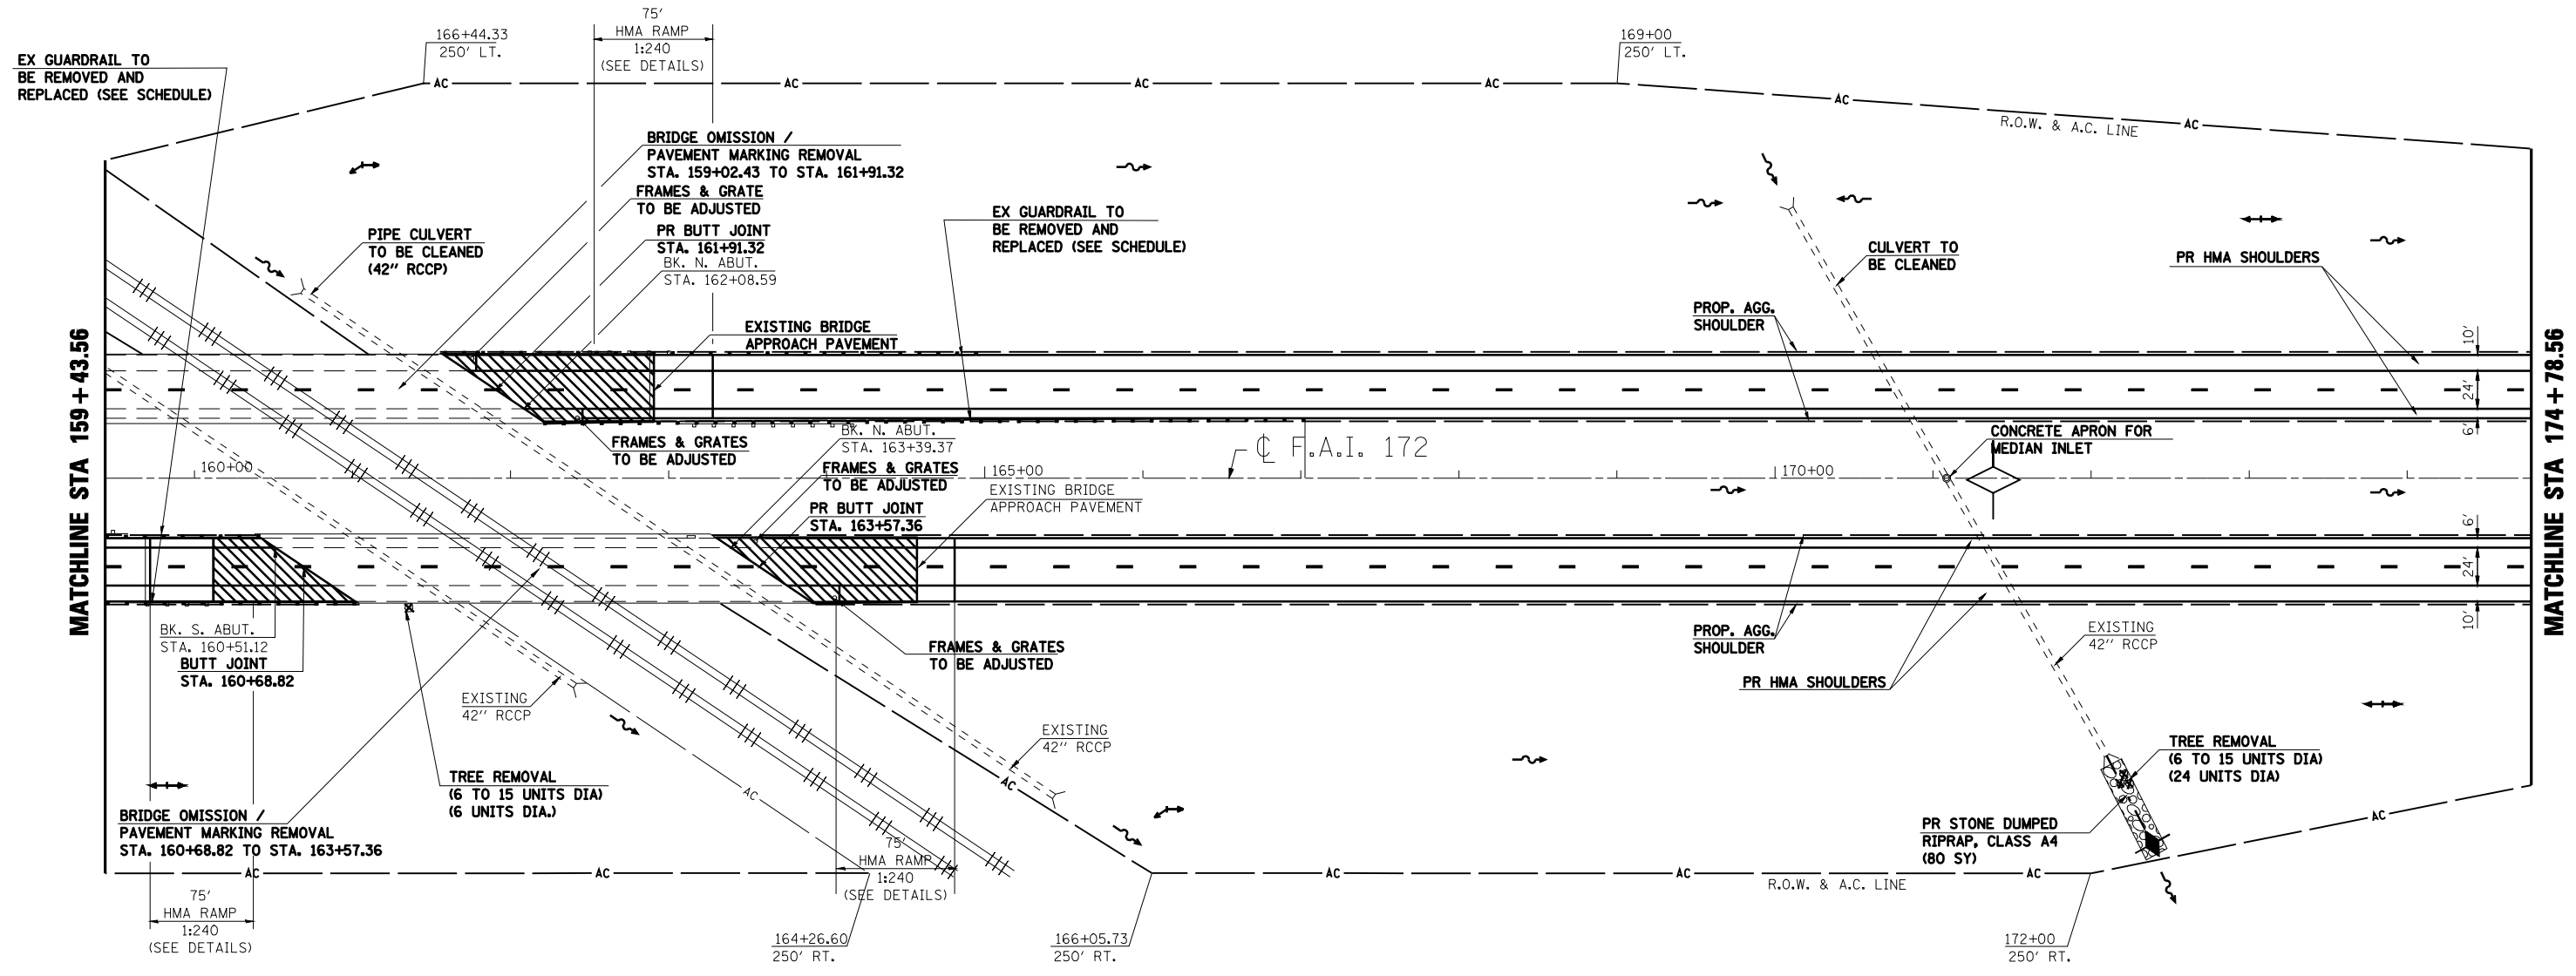 75'
HMA RAMP
1:240
(SEE DETAILS)
166+44.33
250' LT.
169+00
250' LT.
EX GUARDRAIL TO
BE REMOVED AND
REPLACED (SEE SCHEDULE)
AC
AC
AC
AC
AC
AC
R.O.W. & A.C. LINE
BRIDGE OMISSION /
PAVEMENT MARKING REMOVAL
STA. 159+02.43 TO STA. 161+91.32
FRAMES & GRATE
TO BE ADJUSTED
PR BUTT JOINT
STA. 161+91.32
BK. N. ABUT.
STA. 162+08.59
PIPE CULVERT
TO BE CLEANED
(42" RCCP)
EX GUARDRAIL TO
BE REMOVED AND
REPLACED (SEE SCHEDULE)
CULVERT TO
BE CLEANED
PR HMA SHOULDERS
PROP. AGG.
SHOULDER
EXISTING BRIDGE
APPROACH PAVEMENT
10'
24'
6'
MATCHLINE STA 159+43.56
MATCHLINE STA 174+78.56
FRAMES & GRATES
TO BE ADJUSTED
BK. N. ABUT.
STA. 163+39.37
FRAMES & GRATES
TO BE ADJUSTED
℄ F.A.I. 172
CONCRETE APRON FOR
MEDIAN INLET
160+00
165+00
170+00
EXISTING BRIDGE
APPROACH PAVEMENT
PR BUTT JOINT
STA. 163+57.36
6'
24'
10'
BK. S. ABUT.
STA. 160+51.12
BUTT JOINT
STA. 160+68.82
FRAMES & GRATES
TO BE ADJUSTED
PROP. AGG.
SHOULDER
EXISTING
42" RCCP
PR HMA SHOULDERS
EXISTING
42" RCCP
EXISTING
42" RCCP
TREE REMOVAL
(6 TO 15 UNITS DIA)
(6 UNITS DIA.)
TREE REMOVAL
(6 TO 15 UNITS DIA)
(24 UNITS DIA)
AC
AC
BRIDGE OMISSION /
PAVEMENT MARKING REMOVAL
STA. 160+68.82 TO STA. 163+57.36
PR STONE DUMPED
RIPRAP, CLASS A4
(80 SY)
AC
75'
HMA RAMP
1:240
(SEE DETAILS)
AC
AC
AC
AC
R.O.W. & A.C. LINE
AC
75'
HMA RAMP
1:240
(SEE DETAILS)
164+26.60
250' RT.
166+05.73
250' RT.
172+00
250' RT.